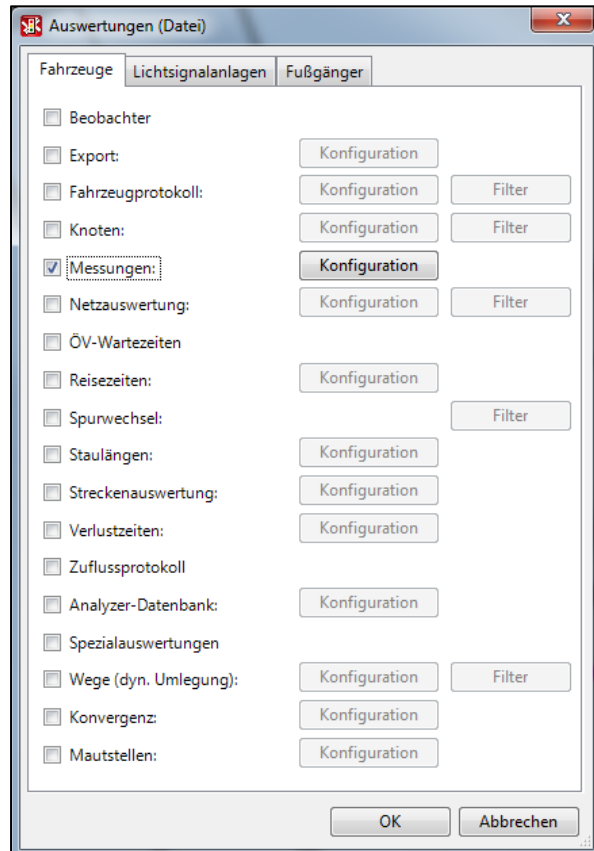 Auswertungen (Datei)
Fahrzeuge Lichtsignalanlagen Fußgänger
Beobachter
Export: Konfiguration
Fahrzeugprotokoll: Konfiguration Filter
Knoten: Konfiguration Filter
Messungen: Konfiguration
Netzauswertung: Konfiguration Filter
ÖV-Wartezeiten
Reisezeiten: Konfiguration
Spurwechsel: Filter
Staulängen: Konfiguration
Streckenauswertung: Konfiguration
Verlustzeiten: Konfiguration
Zuflussprotokoll
Analyzer-Datenbank: Konfiguration
Spezialauswertungen
Wege (dyn. Umlegung): Konfiguration Filter
Konvergenz: Konfiguration
Mautstellen: Konfiguration
OK Abbrechen